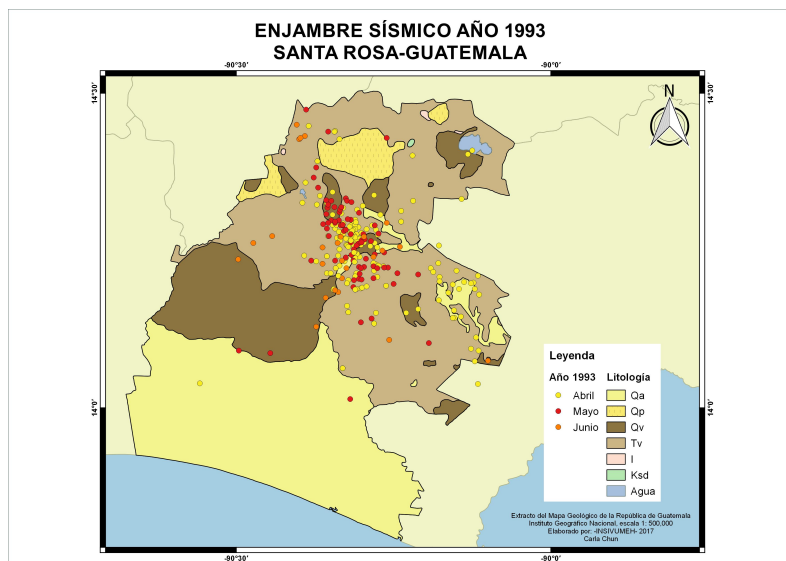 ENJAMBRE SÍSMICO AÑO 1993
SANTA ROSA-GUATEMALA
-90°30'
-90°0'
14°30'
14°30'
N
14°0'
14°0'
Leyenda
Año 1993
Abril
Mayo
Junio
Litología
Qa
Qp
Qv
Tv
I
Ksd
Agua
Extracto del Mapa Geológico de la República de Guatemala
Instituto Geográfico Nacional, escala 1: 500,000
Elaborado por: -INSIVUMEH- 2017
Carla Chun
-90°30'
-90°0'